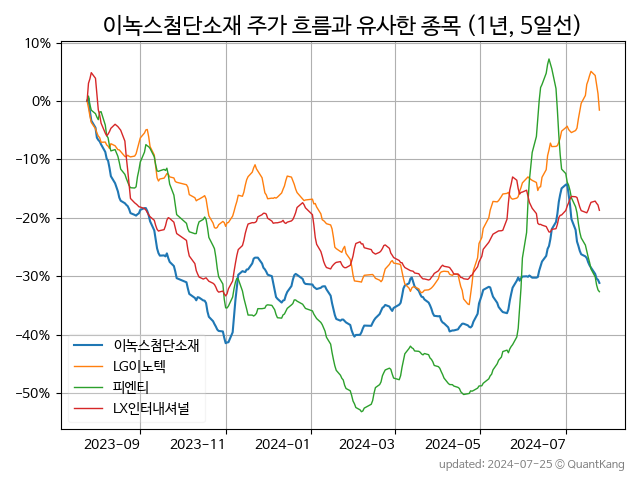 이녹스첨단소재 주가 흐름과 유사한 종목 (1년, 5일선)
10%
0%
−10%
−20%
−30%
−40%
−50%
이녹스첨단소재
LG이노텍
피엔티
LX인터내셔널
2023−09
2023−11
2024−01
2024−03
2024−05
2024−07
updated: 2024-07-25 © QuantKang